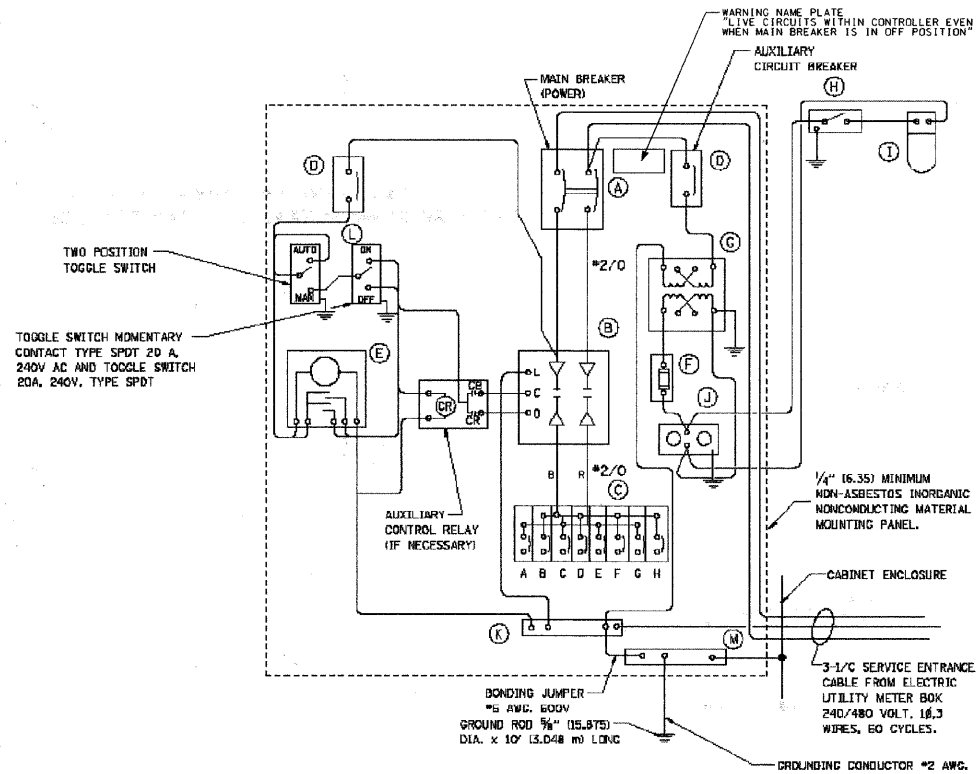 WARNING NAME PLATE
"LIVE CIRCUITS WITHIN CONTROLLER EVEN
WHEN MAIN BREAKER IS IN OFF POSITION"
AUXILIARY
CIRCUIT BREAKER
MAIN BREAKER
(POWER)
H
I
D
A
D
L
G
AUTO
MAN
ON
OFF
TWO POSITION
TOGGLE SWITCH
#2/0
B
TOGGLE SWITCH MOMENTARY
CONTACT TYPE SPDT 20 A,
240V AC AND TOGGLE SWITCH
20A, 240V, TYPE SPDT
E
L
C
O
F
CR
CB
CR
J
B
R
#2/0
C
1/4" (6.35) MINIMUM
NON-ASBESTOS INORGANIC
NONCONDUCTING MATERIAL
MOUNTING PANEL.
AUXILIARY
CONTROL RELAY
(IF NECESSARY)
A B C D E F G H
CABINET ENCLOSURE
K
M
3-1/C SERVICE ENTRANCE
CABLE FROM ELECTRIC
UTILITY METER BOX
240/480 VOLT, 1Ø,3
WIRES, 60 CYCLES.
BONDING JUMPER
#6 AWG. 600V
GROUND ROD 5/8" (15.875)
DIA. x 10' (3.048 m) LONG
GROUNDING CONDUCTOR #2 AWG.